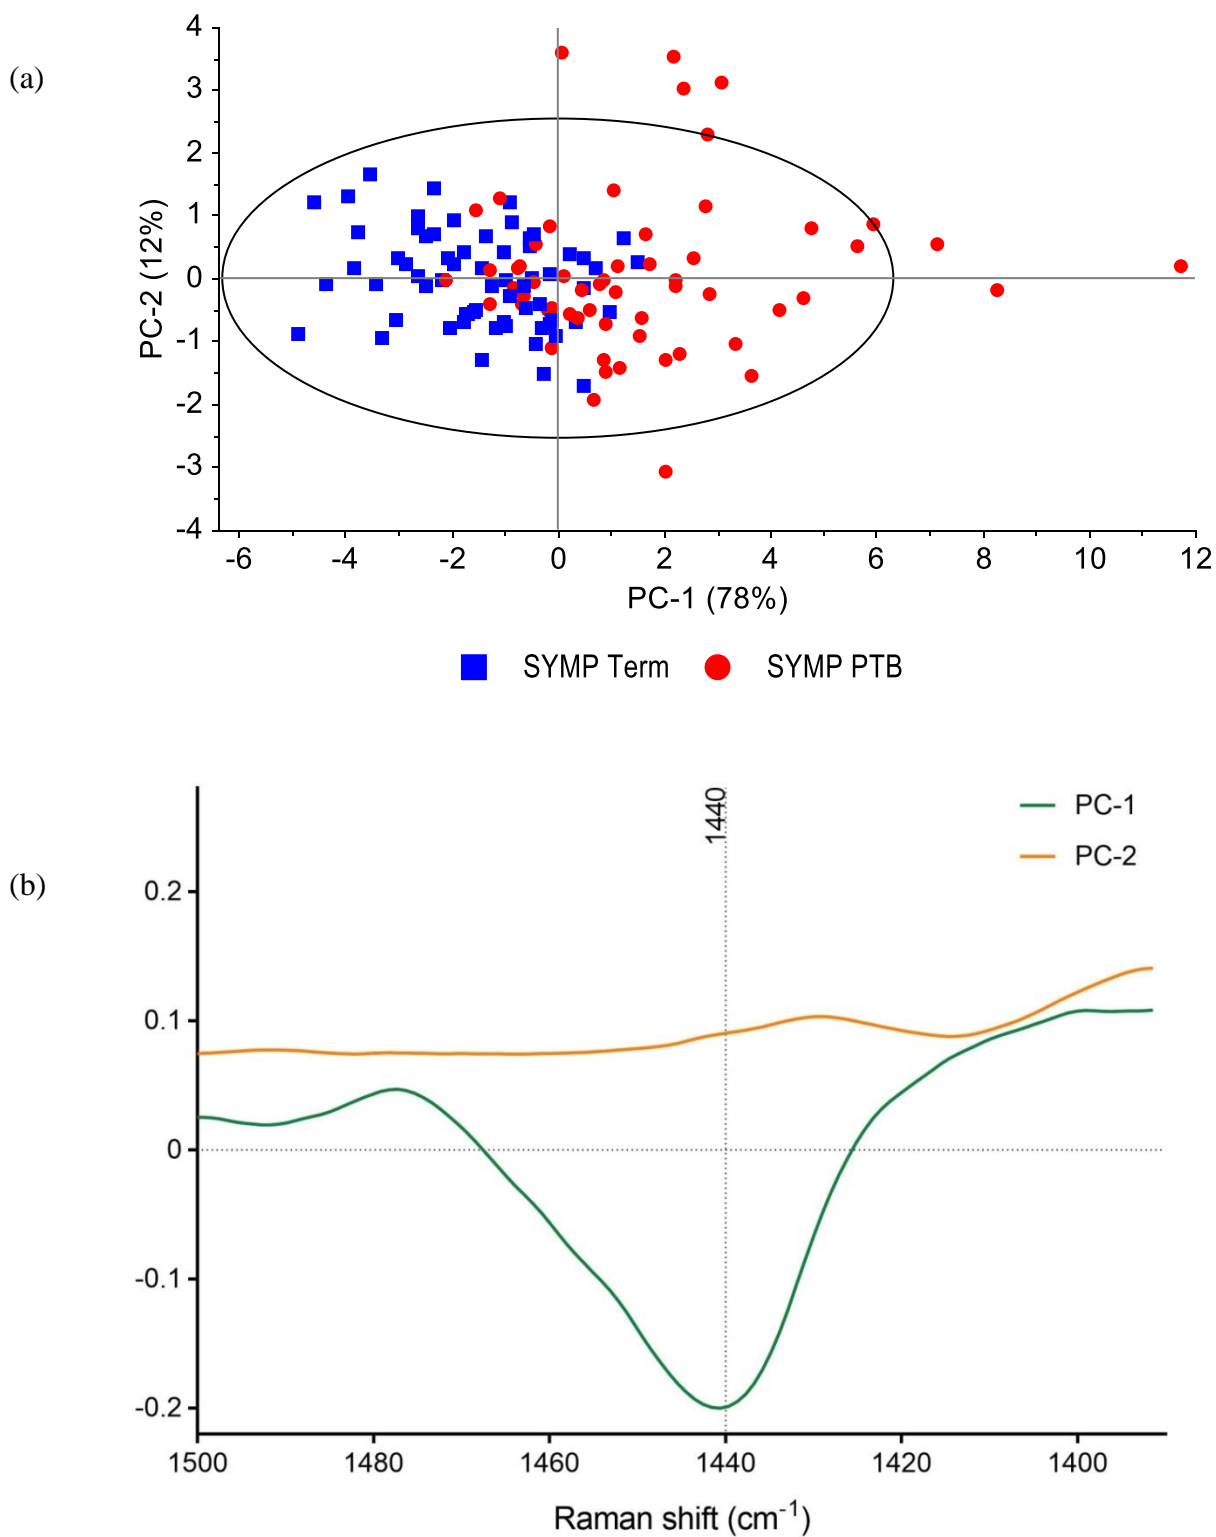 (a)
4
3
2
1
0
-1
-2
-3
-4
PC-2 (12%)
-6 -4 -2 0 2 4 6 8 10 12
PC-1 (78%)
SYMP Term SYMP PTB
(b)
1440
PC-1
PC-2
0.2
0.1
0
-0.1
-0.2
1500 1480 1460 1440 1420 1400
Raman shift (cm⁻¹)